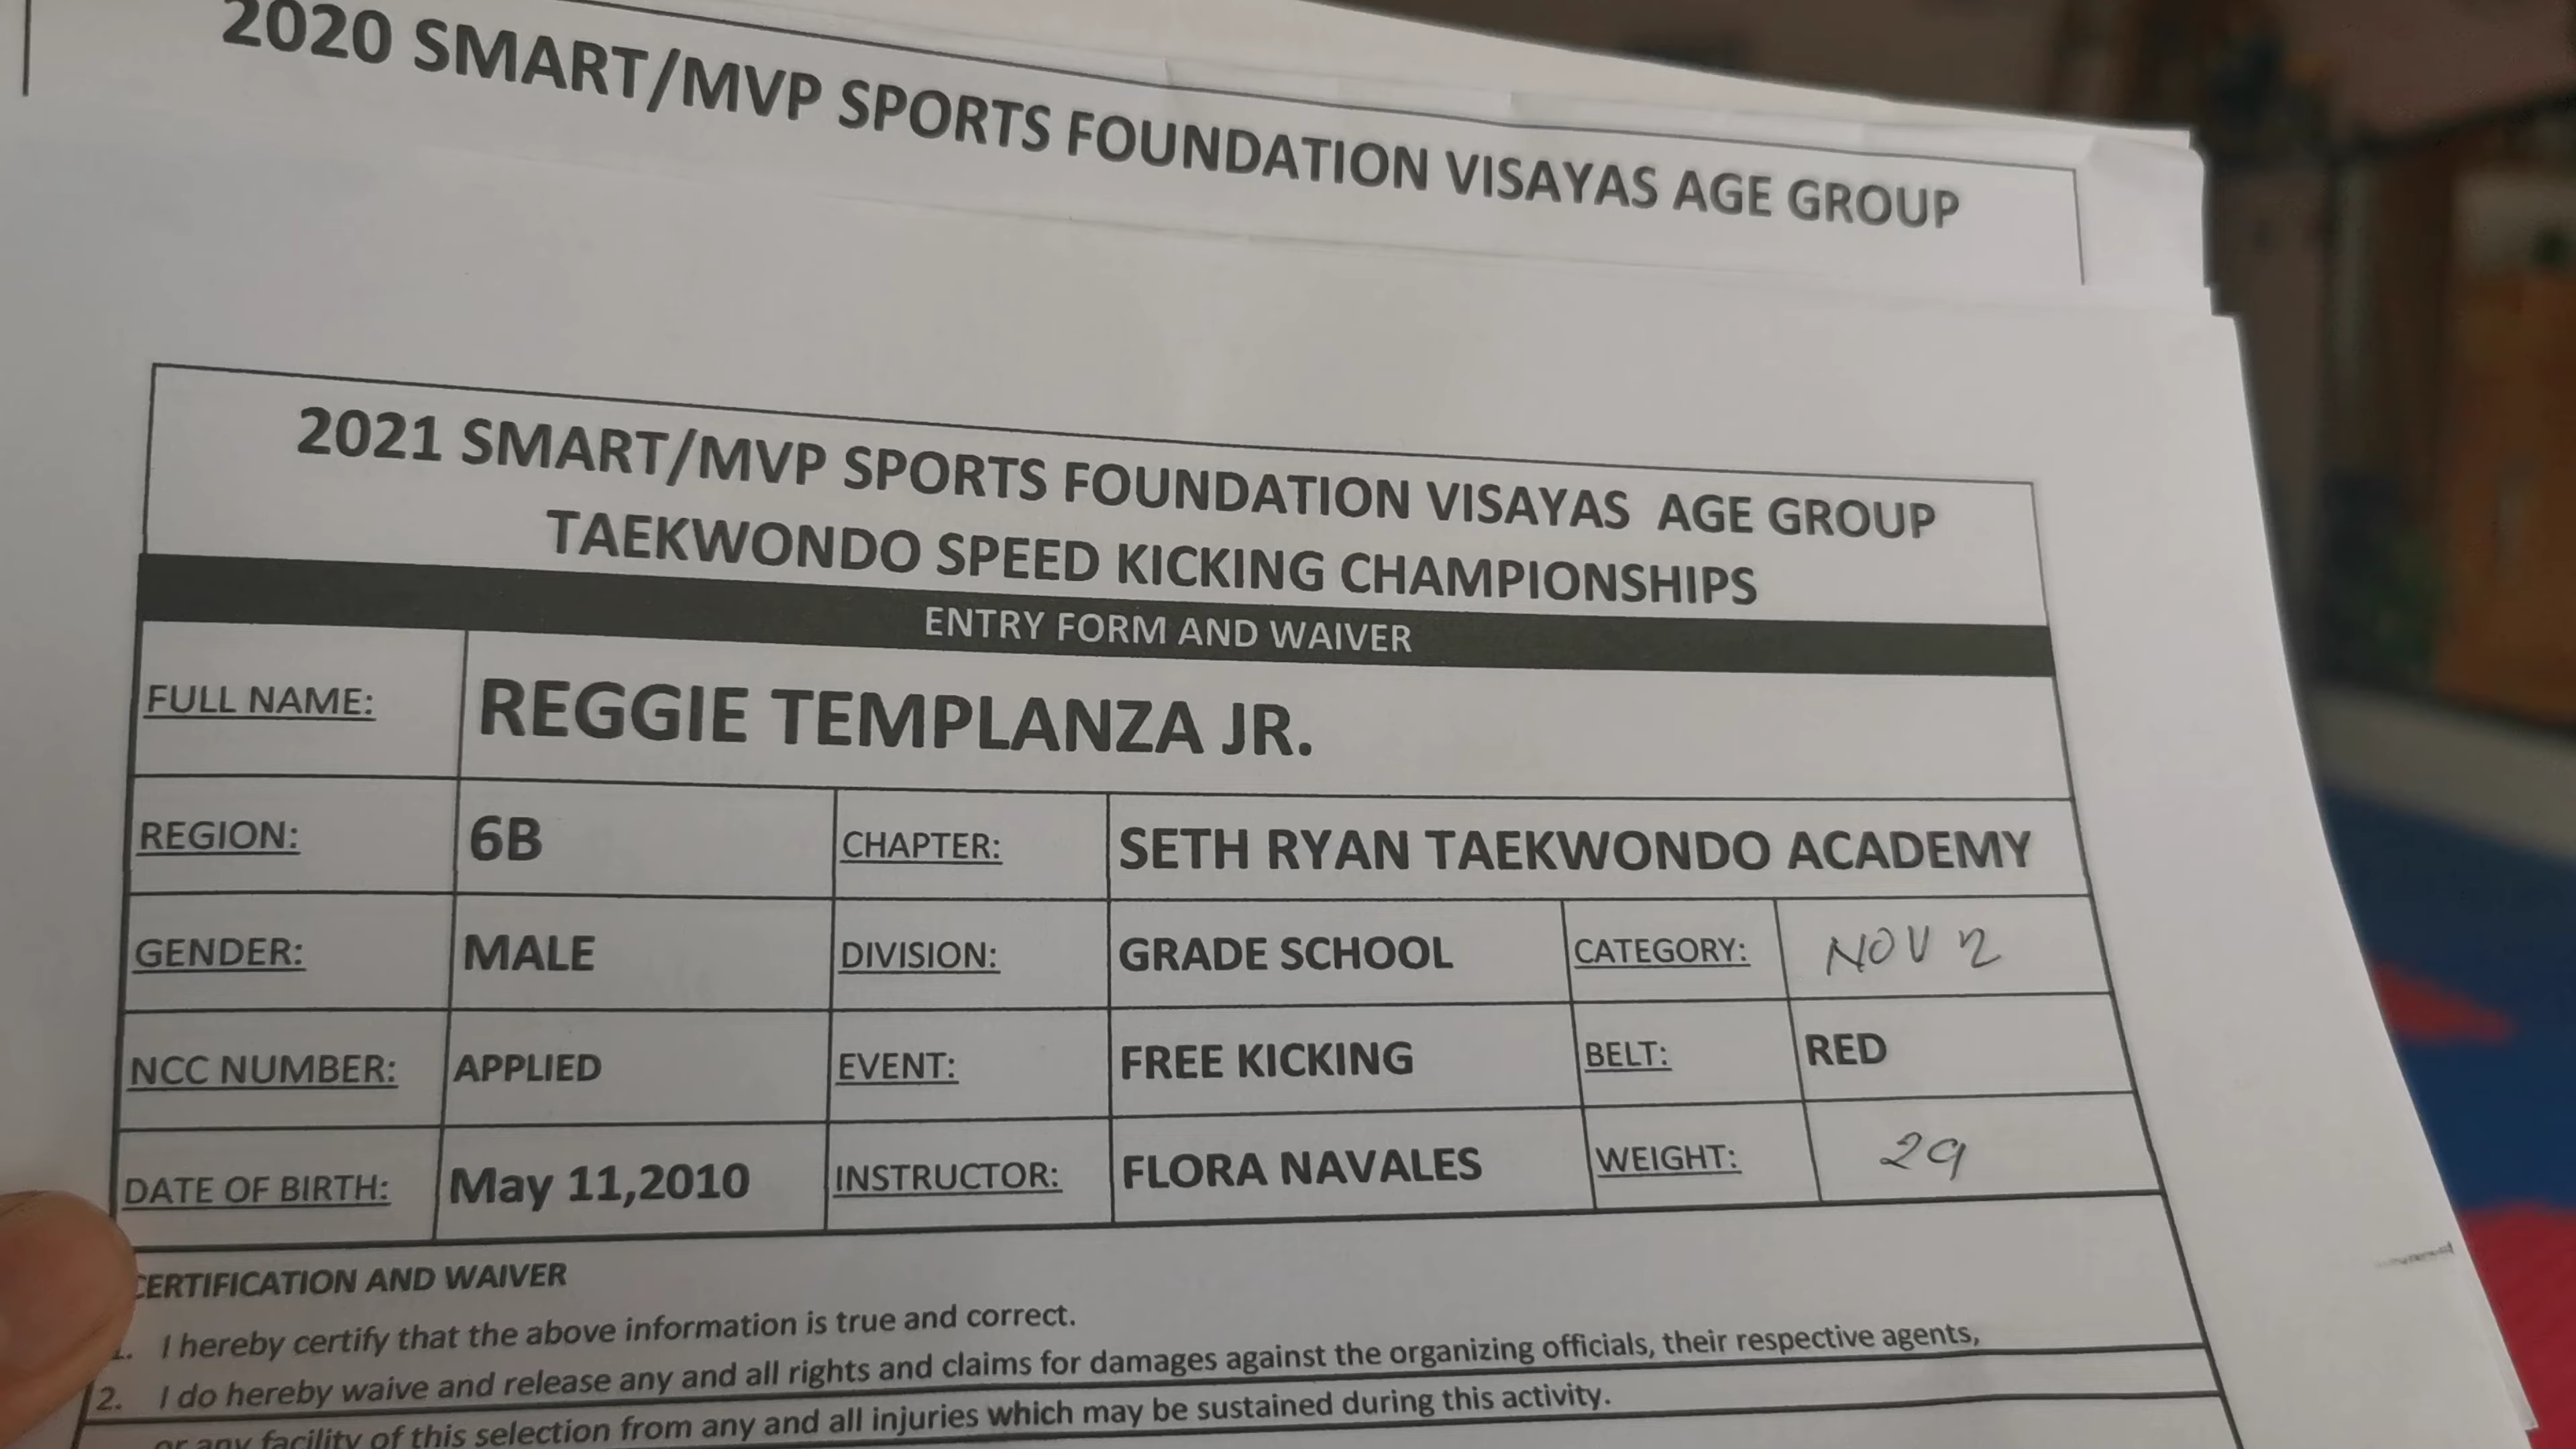 2020 SMART/MVP SPORTS FOUNDATION VISAYAS AGE GROUP
2021 SMART/MVP SPORTS FOUNDATION VISAYAS AGE GROUP
TAEKWONDO SPEED KICKING CHAMPIONSHIPS
ENTRY FORM AND WAIVER
FULL NAME: REGGIE TEMPLANZA JR.
REGION: 6B CHAPTER: SETH RYAN TAEKWONDO ACADEMY
GENDER: MALE DIVISION: GRADE SCHOOL CATEGORY: NOV 2
NCC NUMBER: APPLIED EVENT: FREE KICKING BELT: RED
DATE OF BIRTH: May 11,2010 INSTRUCTOR: FLORA NAVALES WEIGHT: 29
CERTIFICATION AND WAIVER
1. I hereby certify that the above information is true and correct.
2. I do hereby waive and release any and all rights and claims for damages against the organizing officials, their respective agents,
or any facility of this selection from any and all injuries which may be sustained during this activity.